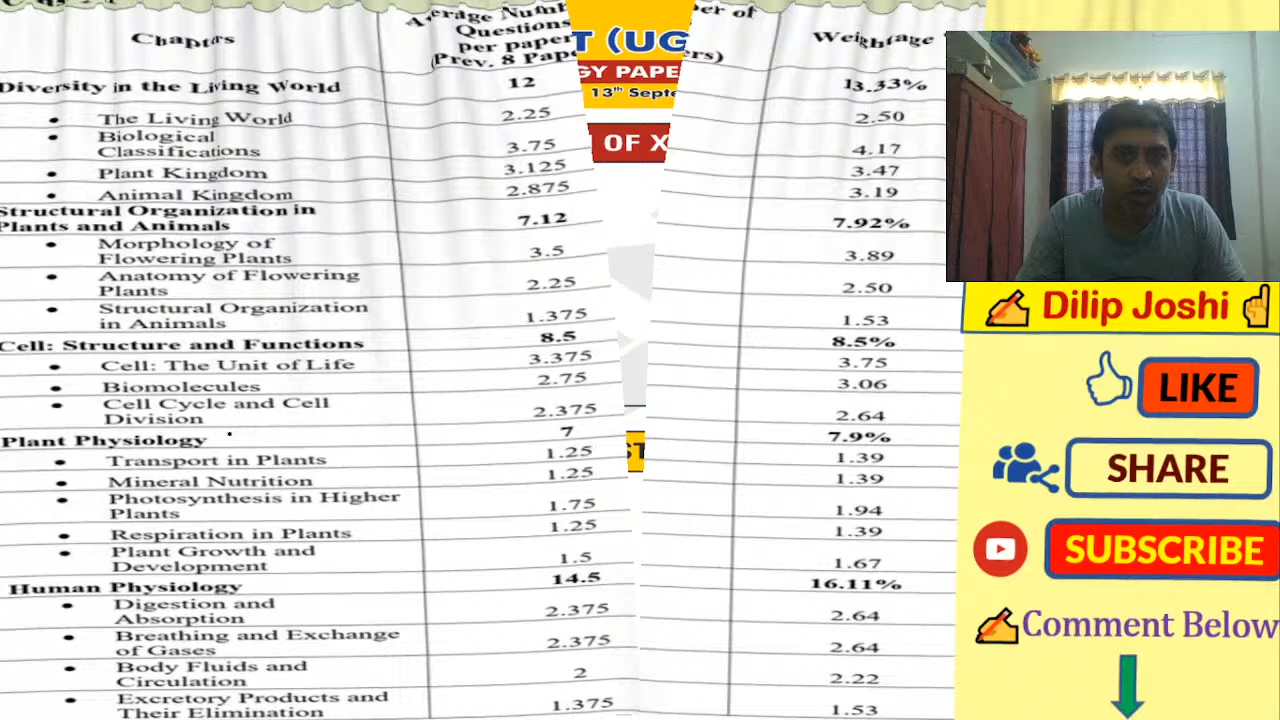 Chapters
Questions
per paper
(Prev. 8
T (UG
GY PAPE
13th Septe
OF X
er of
ers)
Weightage
Diversity in the Living World 12 13.33%
• The Living World 2.25 2.50
• Biological
Classifications 3.75 4.17
• Plant Kingdom 3.125 3.47
• Animal Kingdom 2.875 3.19
Structural Organization in
Plants and Animals 7.12 7.92%
• Morphology of
Flowering Plants 3.5 3.89
• Anatomy of Flowering
Plants 2.25 2.50
• Structural Organization
in Animals 1.375 1.53
Cell: Structure and Functions 8.5 8.5%
• Cell: The Unit of Life 3.375 3.75
• Biomolecules 2.75 3.06
• Cell Cycle and Cell
Division 2.375 2.64
Plant Physiology 7 7.9%
• Transport in Plants 1.25 1.39
• Mineral Nutrition 1.25 1.39
• Photosynthesis in Higher
Plants 1.75 1.94
• Respiration in Plants 1.25 1.39
• Plant Growth and
Development 1.5 1.67
Human Physiology 14.5 16.11%
• Digestion and
Absorption 2.375 2.64
• Breathing and Exchange
of Gases 2.375 2.64
• Body Fluids and
Circulation 2 2.22
• Excretory Products and
Their Elimination 1.375 1.53
ST
Dilip Joshi
LIKE
SHARE
SUBSCRIBE
Comment Below